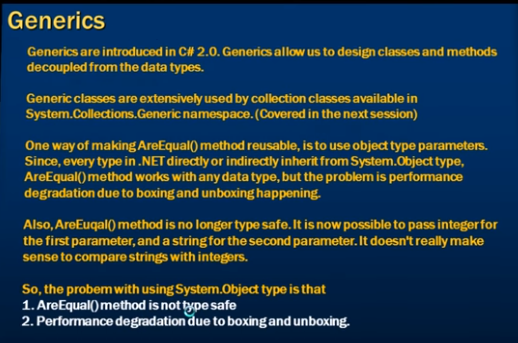 Generics
Generics are introduced in C# 2.0. Generics allow us to design classes and methods
decoupled from the data types.
Generic classes are extensively used by collection classes available in
System.Collections.Generic namespace. (Covered in the next session)
One way of making AreEqual() method reusable, is to use object type parameters.
Since, every type in .NET directly or indirectly inherit from System.Object type,
AreEqual() method works with any data type, but the problem is performance
degradation due to boxing and unboxing happening.
Also, AreEuqal() method is no longer type safe. It is now possible to pass integer for
the first parameter, and a string for the second parameter. It doesn't really make
sense to compare strings with integers.
So, the probem with using System.Object type is that
1. AreEqual() method is not type safe
2. Performance degradation due to boxing and unboxing.